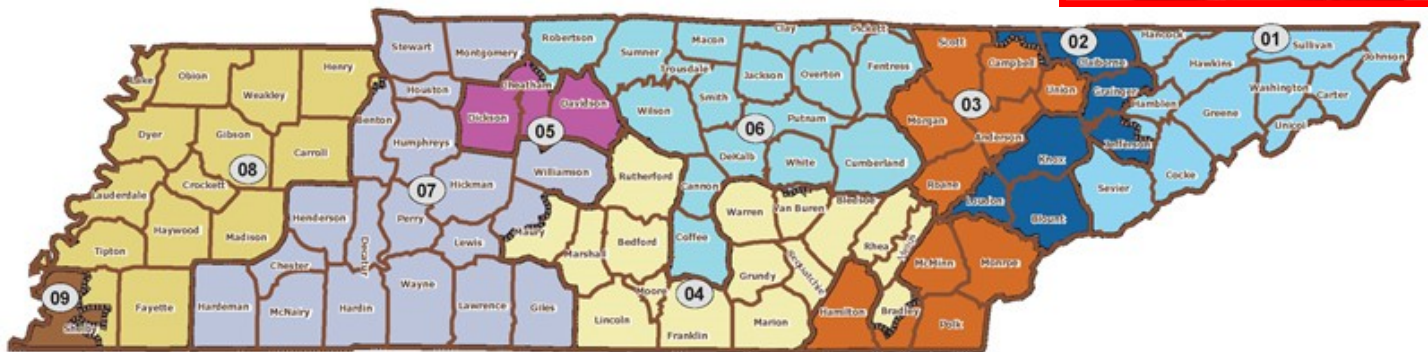 Stewart
Montgomery
Robertson
Sumner
Macon
Clay
Pickett
Scott
Campbell
02
Claiborne
Hancock
01
Sullivan
Johnson
Lake
Obion
Weakley
Henry
Houston
Cheatham
Trousdale
Jackson
Overton
Fentress
03
Union
Grainger
Hawkins
Washington
Carter
Dickson
Davidson
Wilson
Smith
Hamblen
Greene
Unicoi
Dyer
Gibson
Carroll
Benton
Humphreys
05
06
Putnam
Morgan
Anderson
Jefferson
Knox
Crockett
08
07
Hickman
Williamson
Rutherford
DeKalb
White
Cumberland
Cannon
Roane
Loudon
Blount
Sevier
Cocke
Lauderdale
Haywood
Madison
Henderson
Decatur
Perry
Lewis
Maury
Warren
Van Buren
Bledsoe
Tipton
Chester
Marshall
Bedford
Coffee
Rhea
Meigs
McMinn
Monroe
09
Shelby
Fayette
Hardeman
McNairy
Hardin
Wayne
Lawrence
Giles
Lincoln
Moore
04
Franklin
Grundy
Sequatchie
Marion
Hamilton
Bradley
Polk